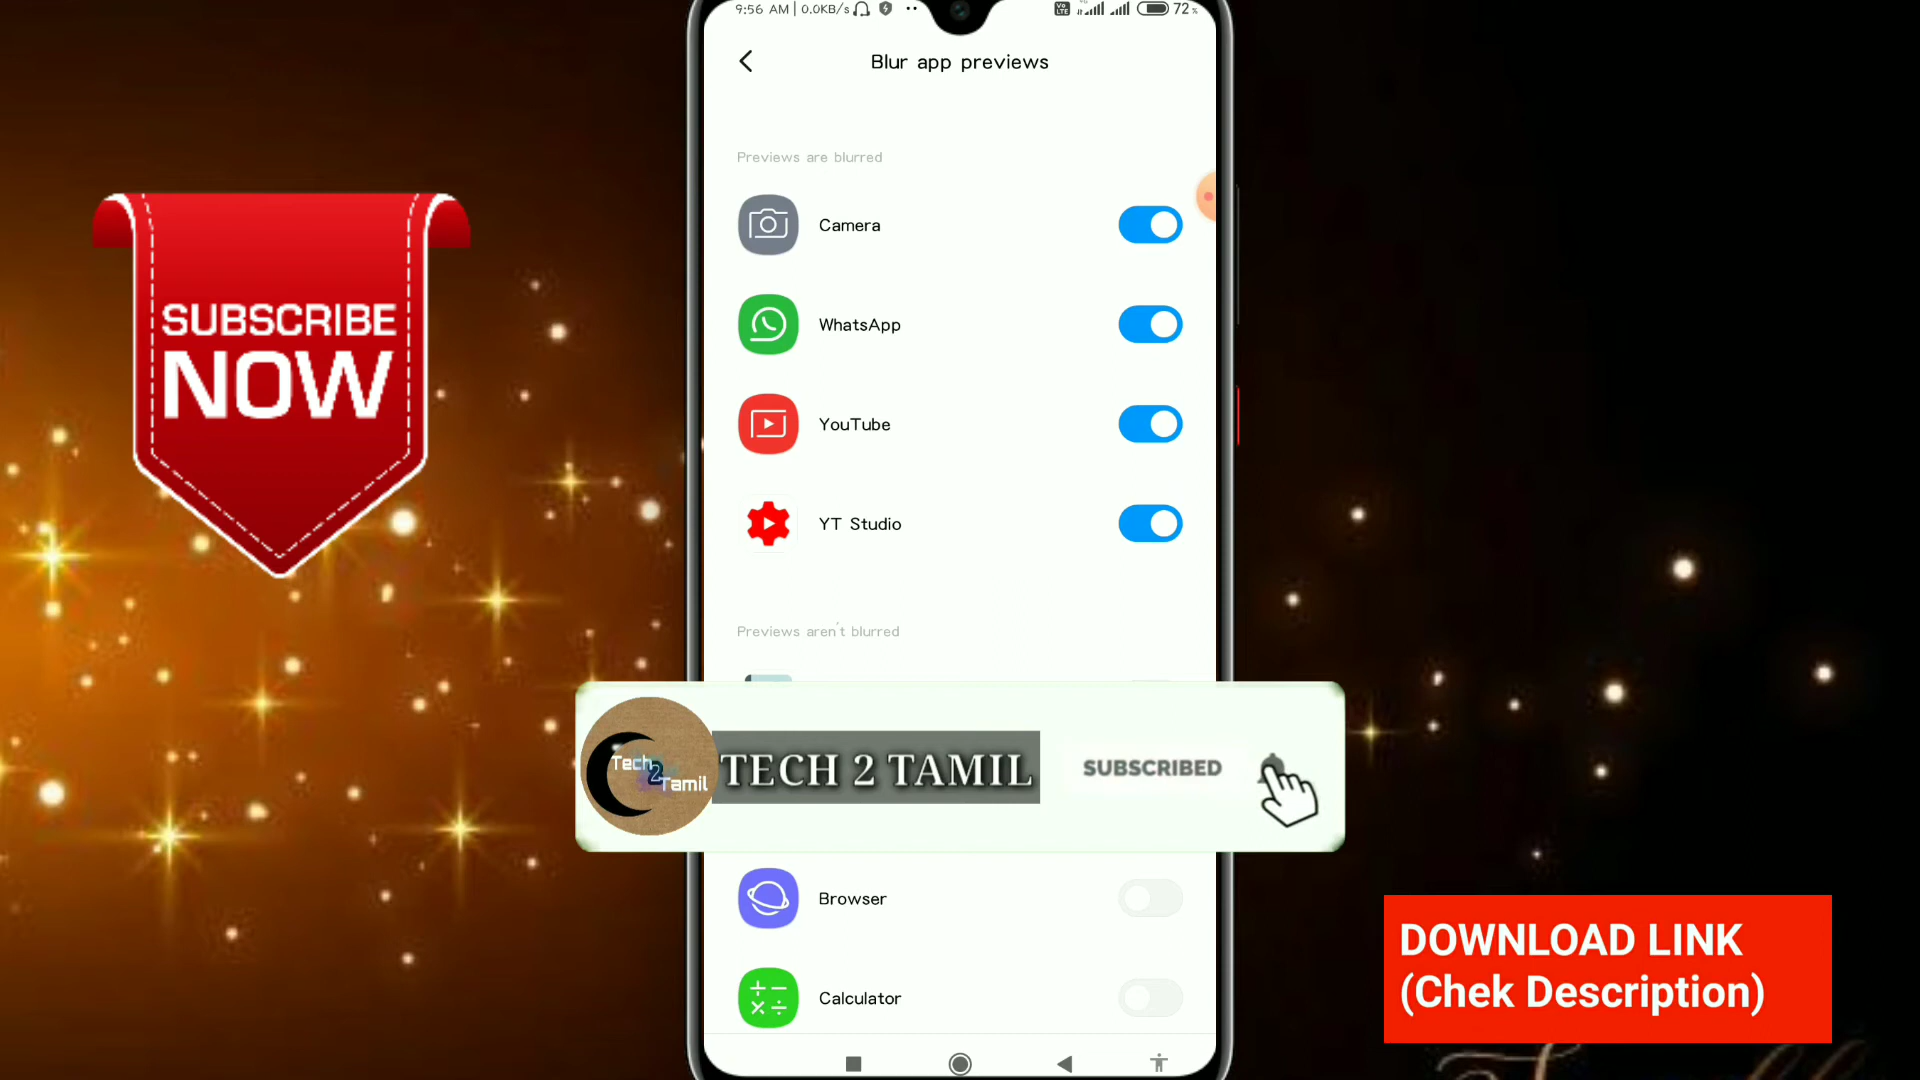 9:56 AM | 0.0KB/s
72
Blur app previews
Previews are blurred
Camera
WhatsApp
YouTube
YT Studio
Previews aren't blurred
SUBSCRIBE
NOW
Tech
2
Tamil
TECH 2 TAMIL
SUBSCRIBED
Browser
Calculator
DOWNLOAD LINK
(Chek Description)